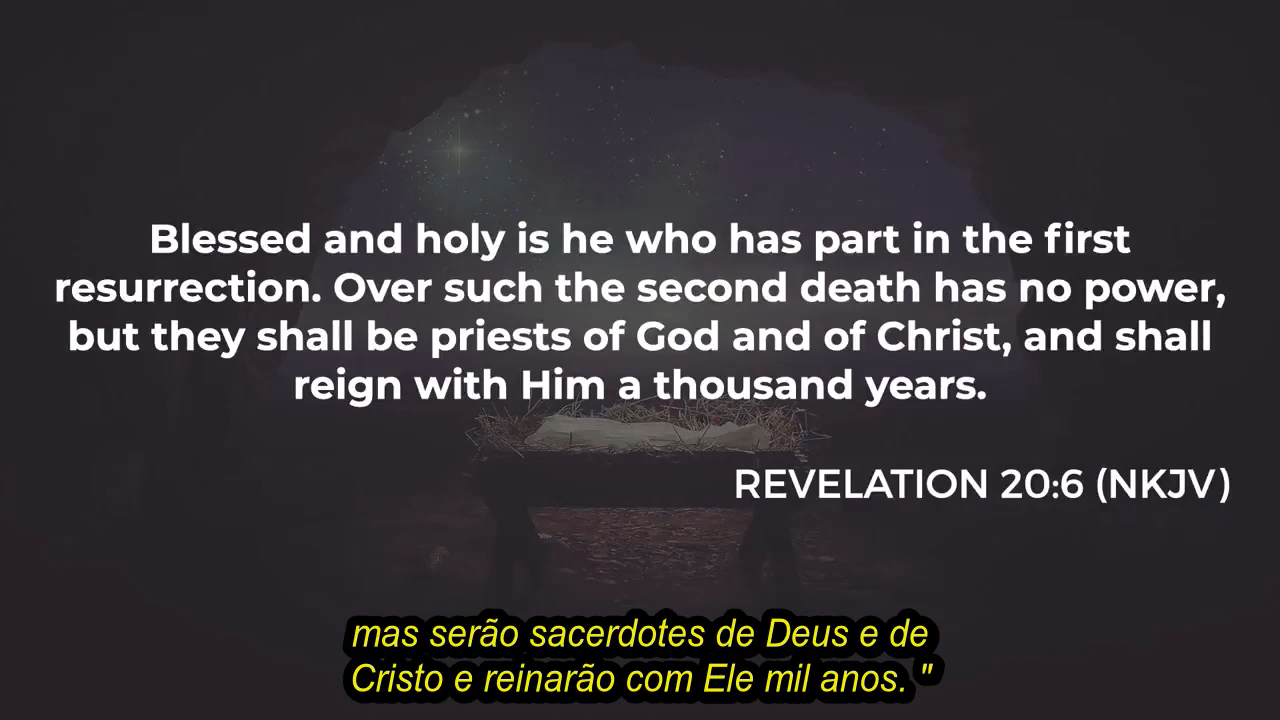 Blessed and holy is he who has part in the first
resurrection. Over such the second death has no power,
but they shall be priests of God and of Christ, and shall
reign with Him a thousand years.
REVELATION 20:6 (NKJV)
mas serão sacerdotes de Deus e de
Cristo e reinarão com Ele mil anos. "